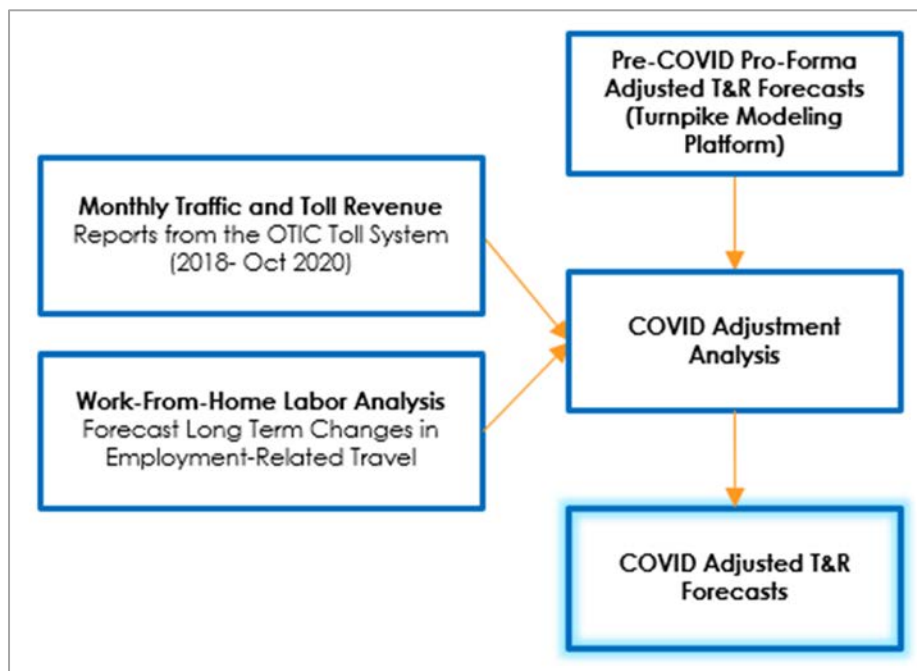 Pre-COVID Pro-Forma
Adjusted T&R Forecasts
(Turnpike Modeling
Platform)
Monthly Traffic and Toll Revenue
Reports from the OTIC Toll System
(2018- Oct 2020)
COVID Adjustment
Analysis
Work-From-Home Labor Analysis
Forecast Long Term Changes in
Employment-Related Travel
COVID Adjusted T&R
Forecasts